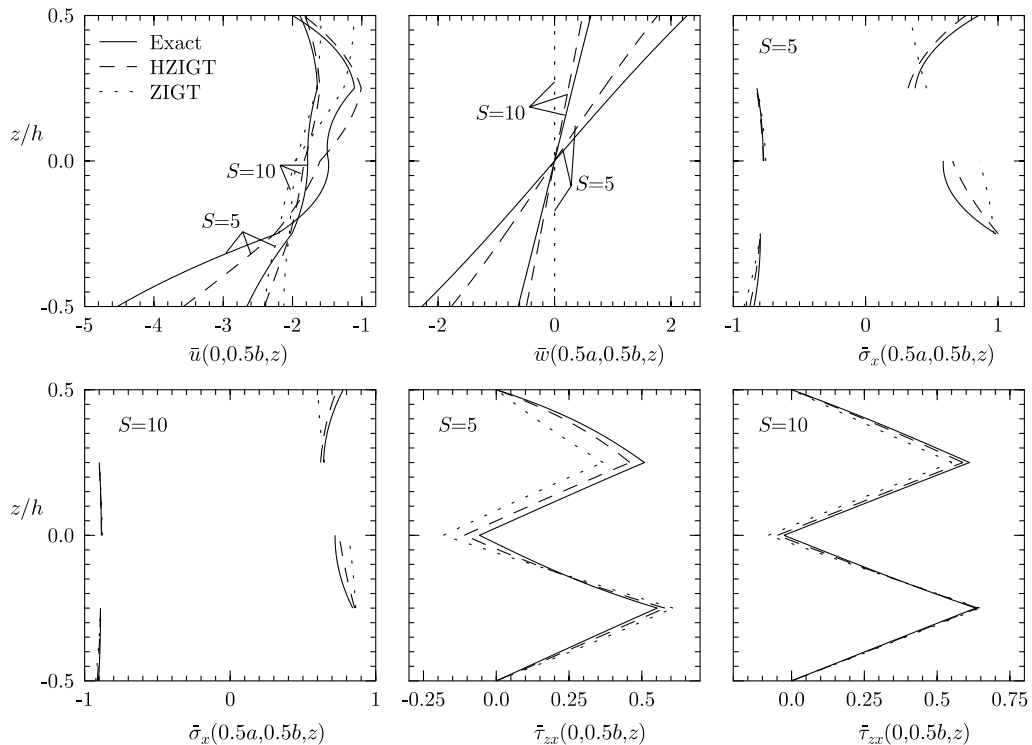 0.5
Exact
HZIGT
ZIGT
z/h
0.0
S=10
S=5
-0.5
-5 -4 -3 -2 -1
ū(0,0.5b,z)
S=10
S=5
-2 0 2
w̄(0.5a,0.5b,z)
S=5
-1 0 1
σ̄x(0.5a,0.5b,z)
0.5
S=10
z/h
0.0
-0.5
-1 0 1
σ̄x(0.5a,0.5b,z)
S=5
-0.25 0.00 0.25 0.5
τ̄zx(0,0.5b,z)
S=10
0.00 0.25 0.50 0.75
τ̄zx(0,0.5b,z)